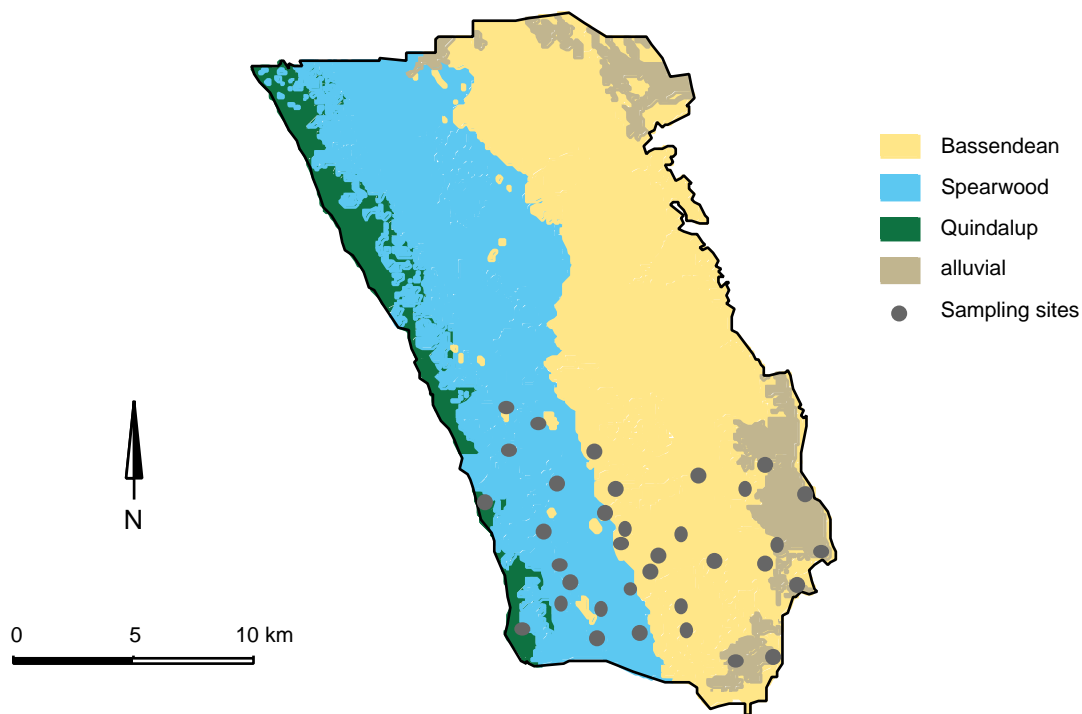 Bassendean
Spearwood
Quindalup
alluvial
Sampling sites
N
0 5 10 km